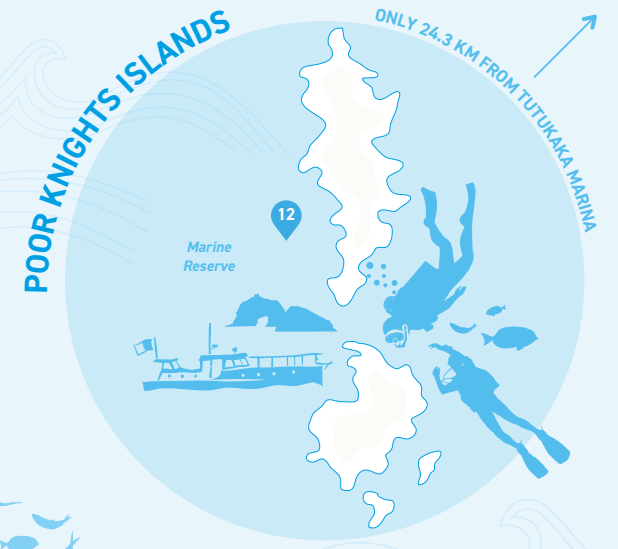 POOR KNIGHTS ISLANDS
ONLY 24.3 KM FROM TUTUKAKA MARINA
12
Marine
Reserve